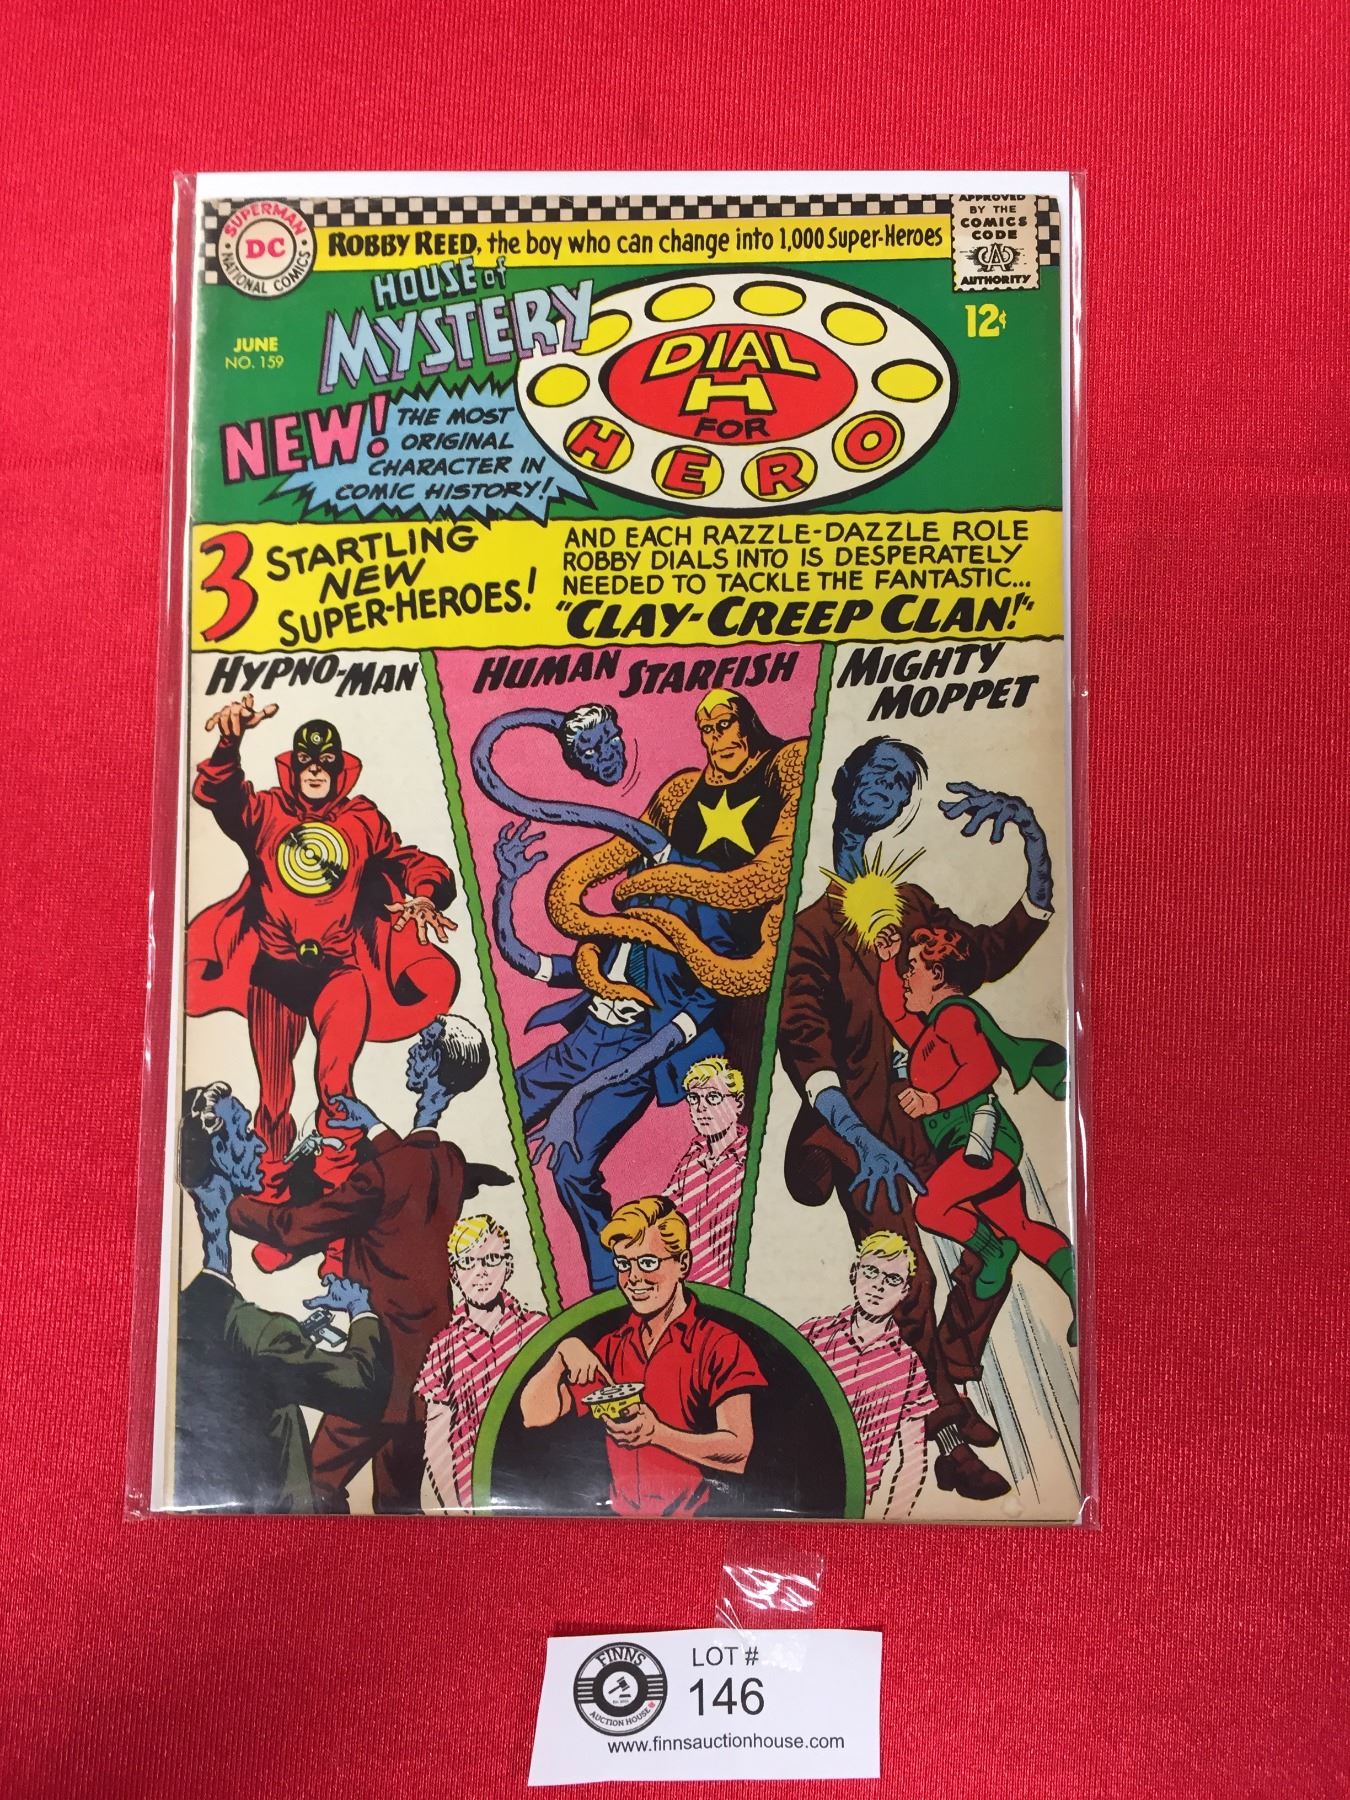 SUPERMAN
DC
NATIONAL COMICS
ROBBY REED, the boy who can change into 1,000 Super-Heroes
APPROVED
BY THE
COMICS
CODE
CA
AUTHORITY
HOUSE of
MYSTERY
JUNE
NO. 159
12¢
DIAL
H
FOR
HERO
NEW! THE MOST
ORIGINAL
CHARACTER IN
COMIC HISTORY!
3 STARTLING
NEW
SUPER-HEROES!
AND EACH RAZZLE-DAZZLE ROLE
ROBBY DIALS INTO IS DESPERATELY
NEEDED TO TACKLE THE FANTASTIC...
"CLAY-CREEP CLAN!"
HYPNO-MAN
HUMAN STARFISH
MIGHTY
MOPPET
FINNS
AUCTION HOUSE
LOT #
146
www.finnsauctionhouse.com